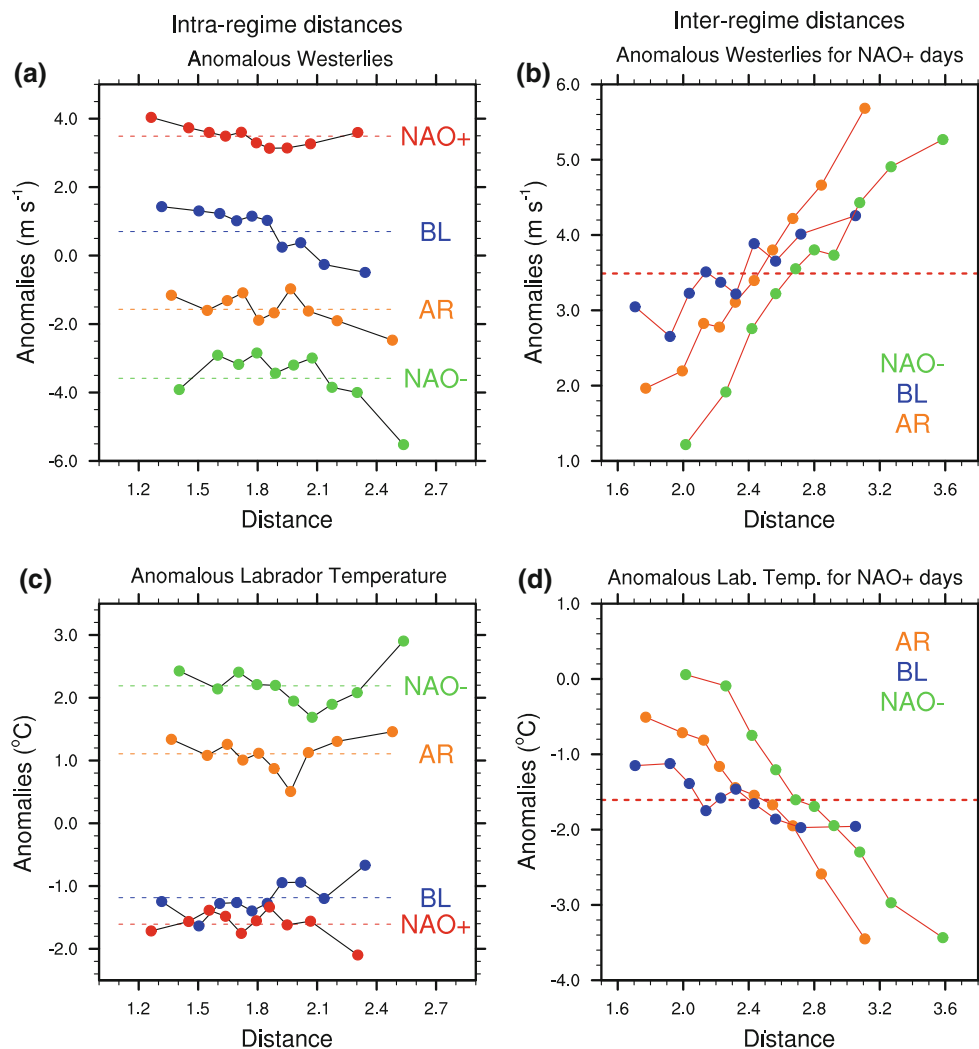 Intra-regime distances
Inter-regime distances
(a)
Anomalous Westerlies
Anomalies (m s-1)
4.0
2.0
0.0
-2.0
-4.0
-6.0
NAO+
BL
AR
NAO-
1.2 1.5 1.8 2.1 2.4 2.7
Distance
(b)
Anomalous Westerlies for NAO+ days
Anomalies (m s-1)
6.0
5.0
4.0
3.0
2.0
1.0
NAO-
BL
AR
1.6 2.0 2.4 2.8 3.2 3.6
Distance
(c)
Anomalous Labrador Temperature
Anomalies (°C)
3.0
2.0
1.0
0.0
-1.0
-2.0
NAO-
AR
BL
NAO+
1.2 1.5 1.8 2.1 2.4 2.7
Distance
(d)
Anomalous Lab. Temp. for NAO+ days
Anomalies (°C)
1.0
0.0
-1.0
-2.0
-3.0
-4.0
AR
BL
NAO-
1.6 2.0 2.4 2.8 3.2 3.6
Distance